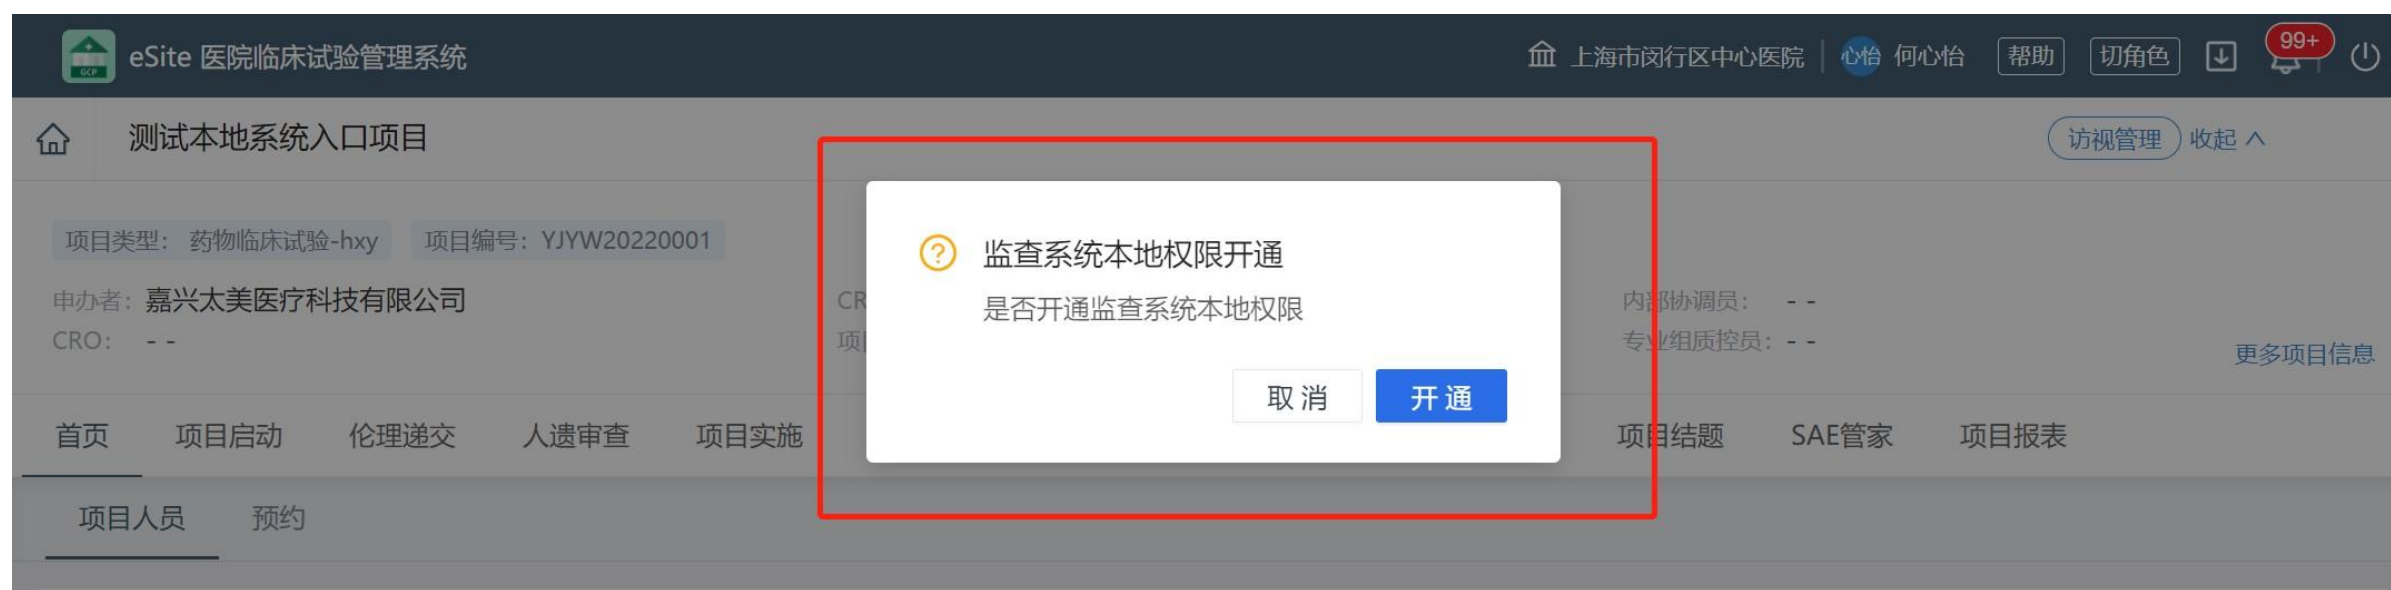 GCP eSite 医院临床试验管理系统 上海市闵行区中心医院 心怡 何心怡 帮助 切角色 99+
测试本地系统入口项目 访视管理 收起
项目类型: 药物临床试验-hxy 项目编号: YJYW20220001
监查系统本地权限开通
申办者: 嘉兴太美医疗科技有限公司 CR 是否开通监查系统本地权限 内部协调员: - -
CRO: - - 项 专业组质控员: - -
更多项目信息
取消 开通
首页 项目启动 伦理递交 人遗审查 项目实施 项目结题 SAE管家 项目报表
项目人员 预约